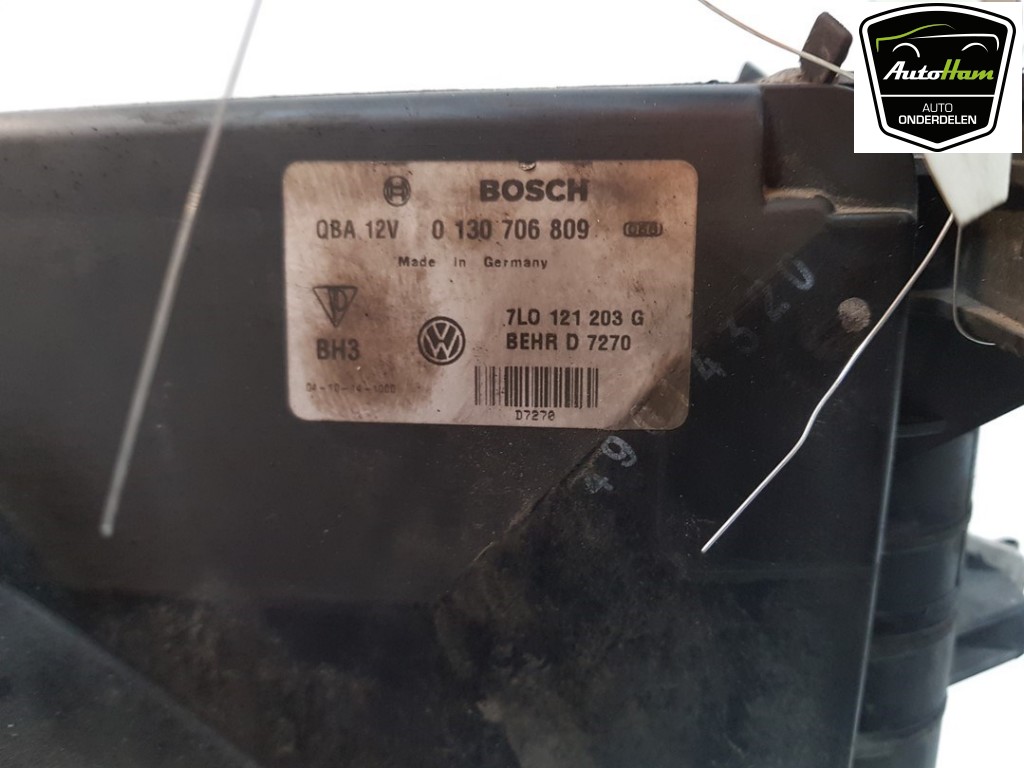 AutoHam
AUTO
ONDERDELEN
BOSCH
QBA 12V 0 130 706 809
Made in Germany
7L0 121 203 G
BH3 BEHR D 7270
D7270